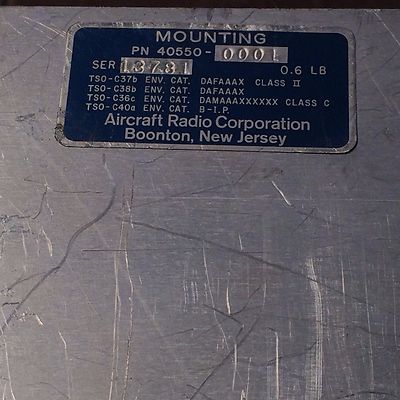 MOUNTING
PN 40550-0001
SER 13781 0.6 LB
TSO-C37b ENV. CAT. DAFAAAX CLASS II
TSO-C38b ENV. CAT. DAFAAAX
TSO-C36c ENV. CAT. DAMAAAXXXXXX CLASS C
TSO-C40a ENV. CAT. B-I.P.
Aircraft Radio Corporation
Boonton, New Jersey